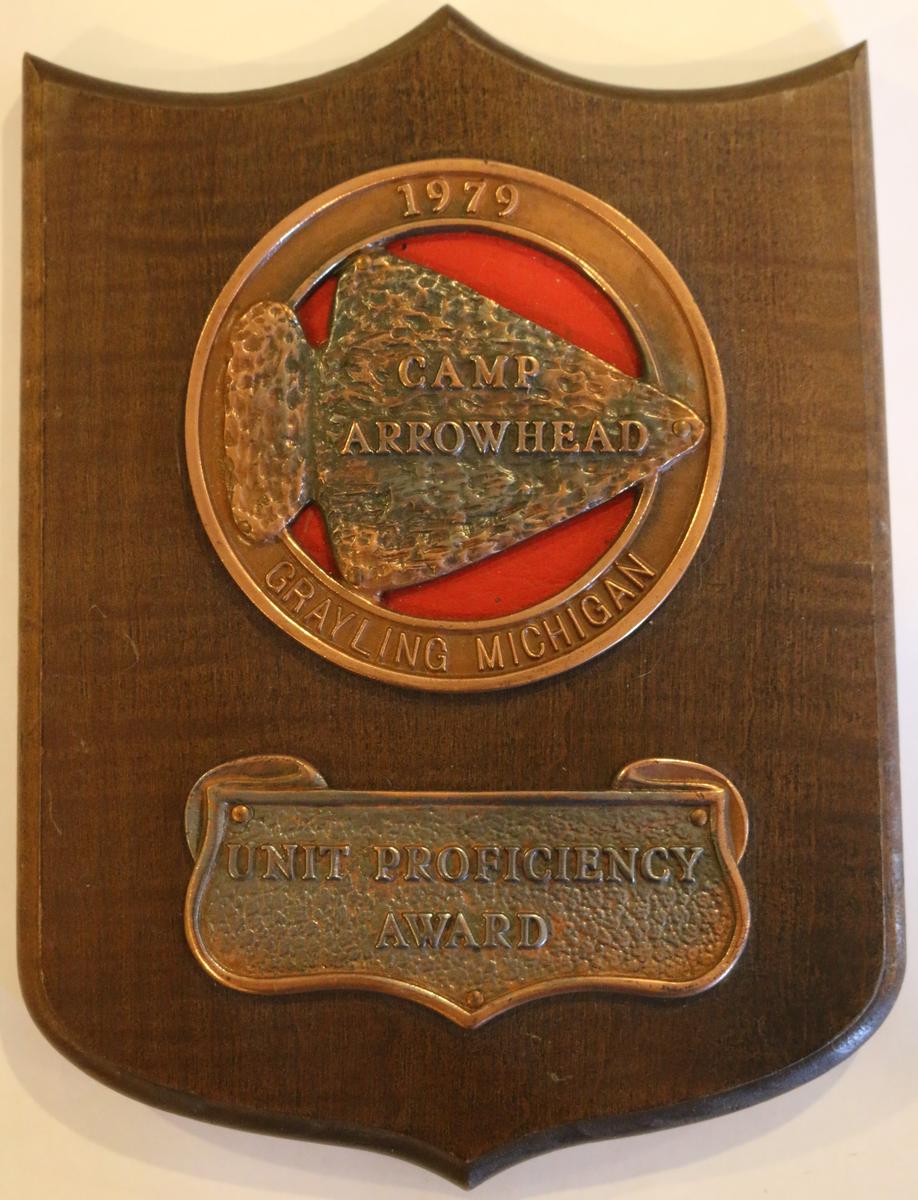 1979
CAMP
ARROWHEAD
GRAYLING MICHIGAN
UNIT PROFICIENCY
AWARD